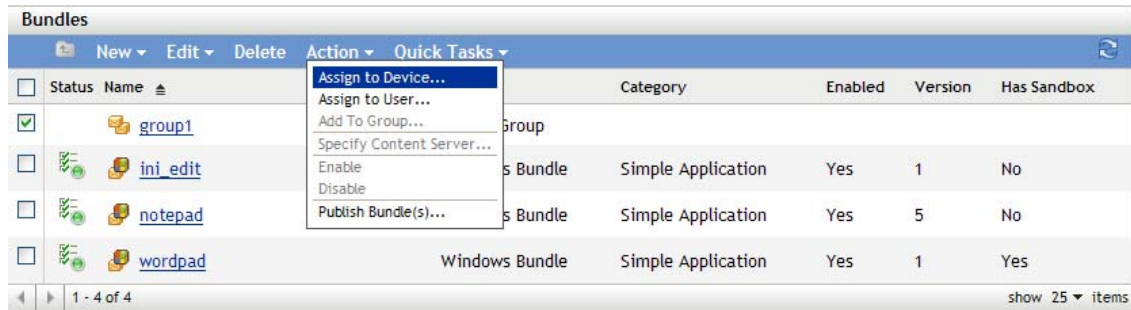 Bundles
New Edit Delete Action Quick Tasks
Status Name Category Enabled Version Has Sandbox
Assign to Device...
Assign to User...
Add To Group...
Specify Content Server...
Enable
Disable
Publish Bundle(s)...
group1 Group
ini_edit s Bundle Simple Application Yes 1 No
notepad s Bundle Simple Application Yes 5 No
wordpad Windows Bundle Simple Application Yes 1 Yes
1 - 4 of 4 show 25 items